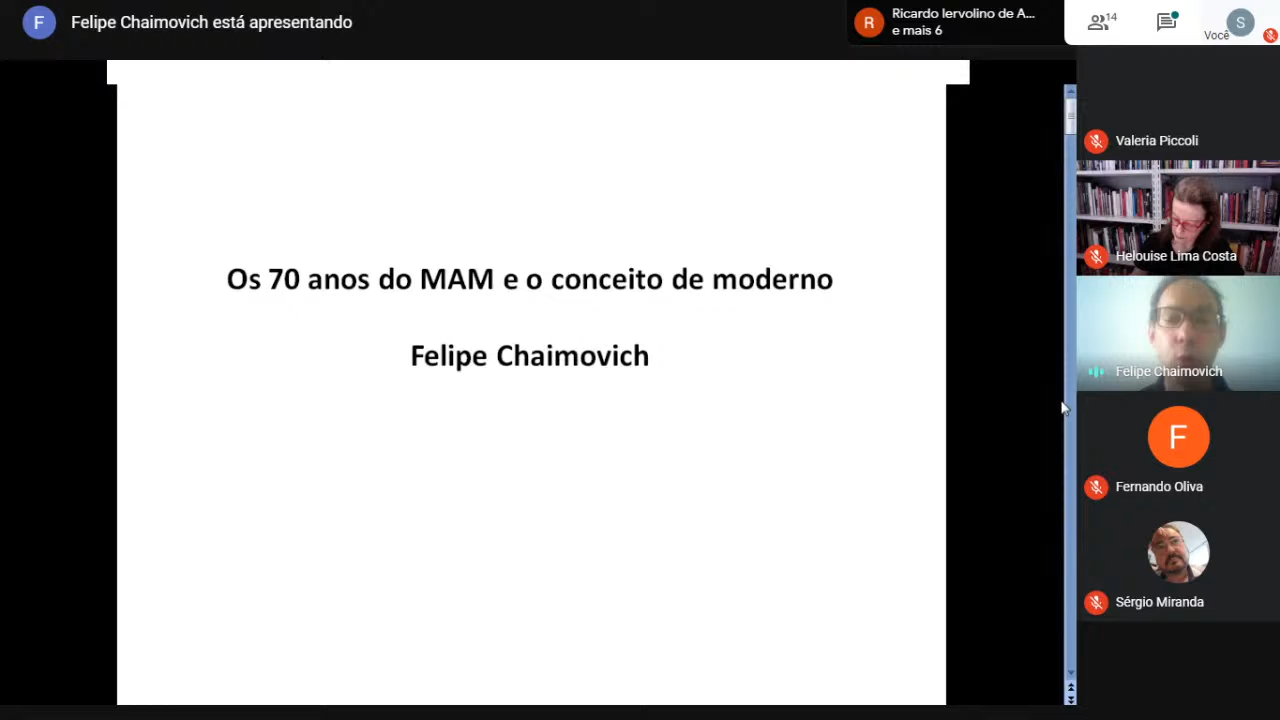 F
Felipe Chaimovich está apresentando
R
Ricardo Iervolino de A...
e mais 6
14
S
Você
Valeria Piccoli
Helouise Lima Costa
Os 70 anos do MAM e o conceito de moderno
Felipe Chaimovich
Felipe Chaimovich
F
Fernando Oliva
Sérgio Miranda